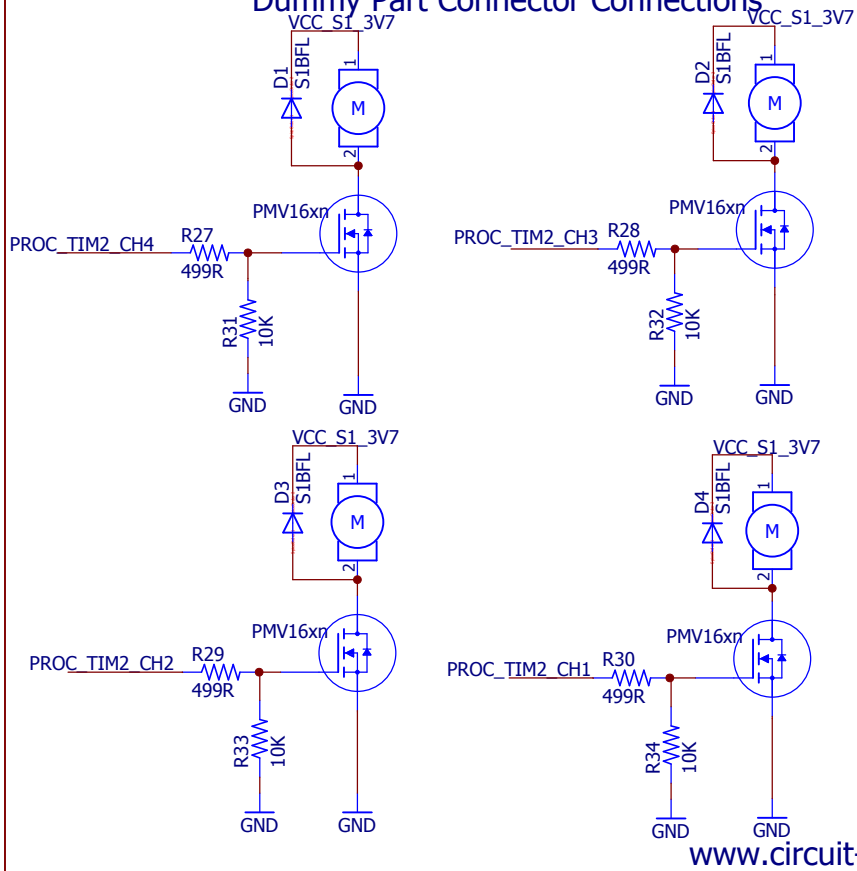 Dummy Part Connector Connections
VCC_S1_3V7
D1
S1BFL
1
M
2
PMV16xn
PROC_TIM2_CH4
R27
499R
R31
10K
GND
GND
VCC_S1_3V7
D2
S1BFL
1
M
2
PMV16xn
PROC_TIM2_CH3
R28
499R
R32
10K
GND
GND
VCC_S1_3V7
D3
S1BFL
1
M
2
PMV16xn
PROC_TIM2_CH2
R29
499R
R33
10K
GND
GND
VCC_S1_3V7
D4
S1BFL
1
M
2
PMV16xn
PROC_TIM2_CH1
R30
499R
R34
10K
GND
GND
www.circuit-